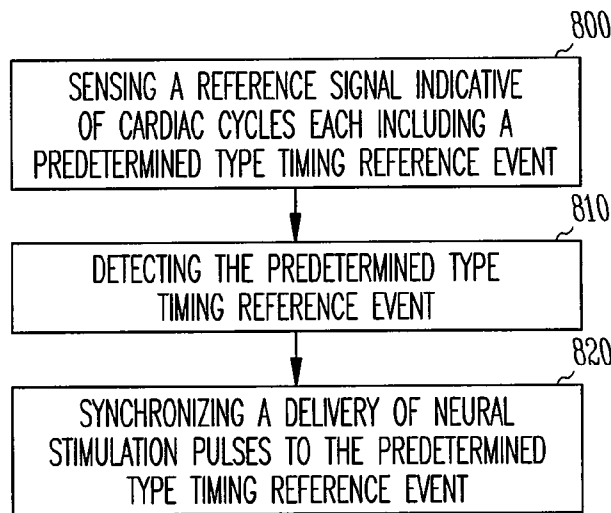 800
SENSING A REFERENCE SIGNAL INDICATIVE
OF CARDIAC CYCLES EACH INCLUDING A
PREDETERMINED TYPE TIMING REFERENCE EVENT
810
DETECTING THE PREDETERMINED TYPE
TIMING REFERENCE EVENT
820
SYNCHRONIZING A DELIVERY OF NEURAL
STIMULATION PULSES TO THE PREDETERMINED
TYPE TIMING REFERENCE EVENT